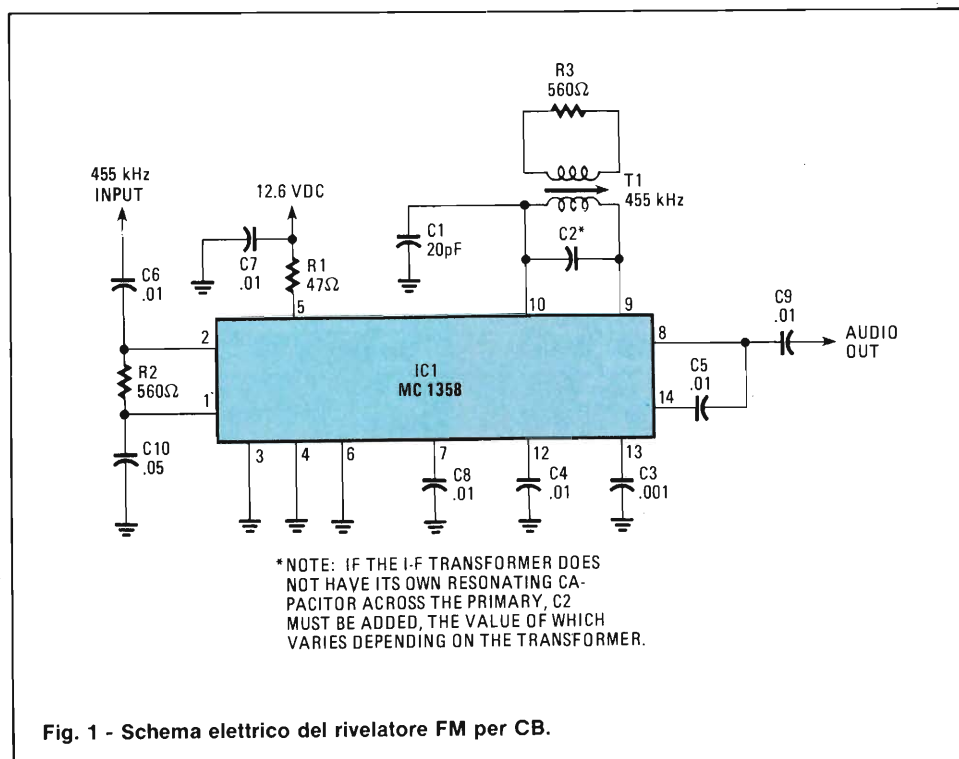 R3
560Ω
455 kHz
INPUT
12.6 VDC
T1
455 kHz
C1
20pF
C2*
C7
.01
R1
47Ω
C6
.01
5
10
9
C9
.01
2
8
AUDIO
OUT
R2
560Ω
IC1
MC 1358
C5
.01
1
14
C10
.05
3
4
6
7
12
13
C8
.01
C4
.01
C3
.001
*NOTE: IF THE I-F TRANSFORMER DOES
NOT HAVE ITS OWN RESONATING CA-
PACITOR ACROSS THE PRIMARY, C2
MUST BE ADDED, THE VALUE OF WHICH
VARIES DEPENDING ON THE TRANSFORMER.
Fig. 1 - Schema elettrico del rivelatore FM per CB.